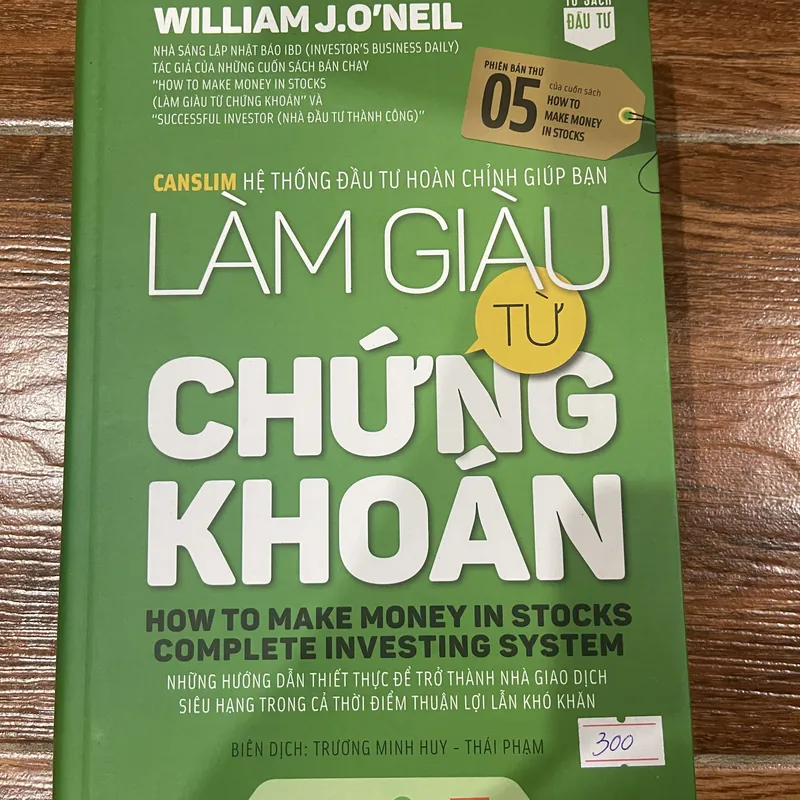 WILLIAM J.O'NEIL
TỦ SÁCH
ĐẦU TƯ
NHÀ SÁNG LẬP NHẬT BÁO IBD (INVESTOR'S BUSINESS DAILY)
TÁC GIẢ CỦA NHỮNG CUỐN SÁCH BÁN CHẠY
"HOW TO MAKE MONEY IN STOCKS
(LÀM GIÀU TỪ CHỨNG KHOÁN" VÀ
"SUCCESSFUL INVESTOR (NHÀ ĐẦU TƯ THÀNH CÔNG)"
PHIÊN BẢN THỨ
05
của cuốn sách
HOW TO
MAKE MONEY
IN STOCKS
CANSLIM HỆ THỐNG ĐẦU TƯ HOÀN CHỈNH GIÚP BẠN
LÀM GIÀU
TỪ
CHỨNG
KHOÁN
HOW TO MAKE MONEY IN STOCKS
COMPLETE INVESTING SYSTEM
NHỮNG HƯỚNG DẪN THIẾT THỰC ĐỂ TRỞ THÀNH NHÀ GIAO DỊCH
SIÊU HẠNG TRONG CẢ THỜI ĐIỂM THUẬN LỢI LẪN KHÓ KHĂN
BIÊN DỊCH: TRƯƠNG MINH HUY - THÁI PHẠM
300